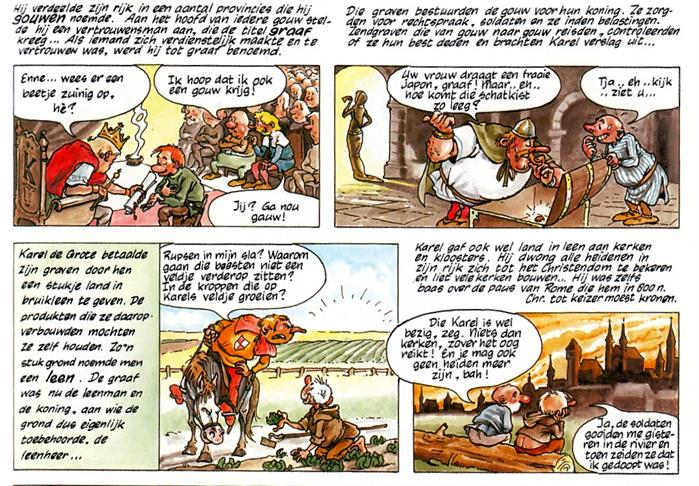 Hij verdeelde zijn rijk in een aantal provincies die hij
gouwen noemde. Aan het hoofd van iedere gouw stel-
de hij een vertrouwensman aan, die de titel graaf
kreeg... Als iemand zich verdienstelijk maakte en te
vertrouwen was, werd hij tot graaf benoemd.
Enne... wees er een
beetje zuinig op,
hè?
Ik hoop dat ik ook
een gouw krijg!
Jij? Ga nou
gauw!
De graven bestuurden de gouw voor hun koning. Ze zorg-
den voor rechtspraak, soldaten en ze inden belastingen.
Zendgraven die van gouw naar gouw reisden, controleerden
of ze hun best deden en brachten Karel verslag uit...
Uw vrouw draagt een fraaie
japon, graaf! Maar.. en..
hoe komt die schatkist
zo leeg?
Tja.. eh..kijk
.. ziet u...
Karel de Grote betaalde
zijn graven door hen
een stukje land in
bruikleen te geven. De
produkten die ze daarop
verbouwden mochten
ze zelf houden. Zo'n
stuk grond noemde men
een leen. De graaf
was nu de leenman en
de koning, aan wie de
grond dus eigenlijk
toebehoorde, de
leenheer...
Rupsen in mijn sla? Waarom
gaan die beesten niet een
veldje verderop zitten?
In de kroppen die op
Karels veldje groeien?
Karel gaf ook wel land in leen aan kerken
en kloosters. Hij dwong alle heidenen in
zijn rijk zich tot het Christendom te bekeren
en liet vele kerken bouwen... Hij was zelfs
baas over de paus van Rome die hem in 800 n.
Chr. tot keizer moest kronen.
Die Karel is wel
bezig, zeg. Niets dan
kerken, zover het oog
reikt! En je mag ook
geen heiden meer
zijn, bah!
Ja, de soldaten
gooiden me giste-
ren in de rivier en
toen zeiden ze dat
ik gedoopt was!